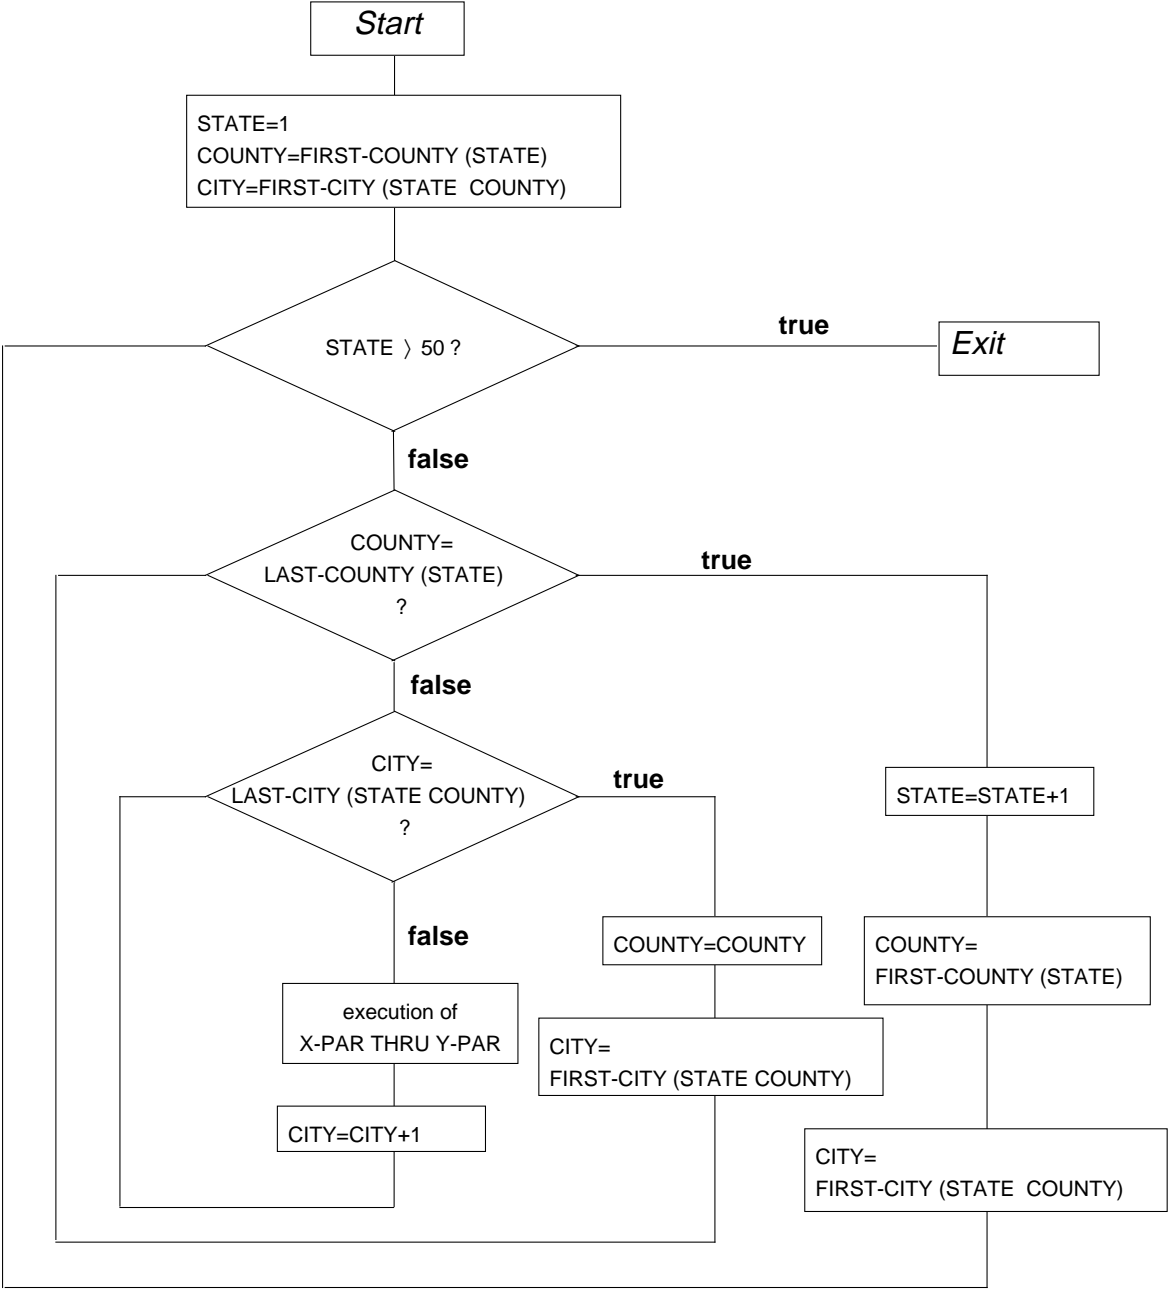 Start
STATE=1
COUNTY=FIRST-COUNTY (STATE)
CITY=FIRST-CITY (STATE COUNTY)
STATE 〉 50 ?
true
Exit
false
COUNTY=
LAST-COUNTY (STATE)
?
true
false
CITY=
LAST-CITY (STATE COUNTY)
?
true
STATE=STATE+1
false
COUNTY=COUNTY
COUNTY=
FIRST-COUNTY (STATE)
execution of
X-PAR THRU Y-PAR
CITY=
FIRST-CITY (STATE COUNTY)
CITY=CITY+1
CITY=
FIRST-CITY (STATE COUNTY)